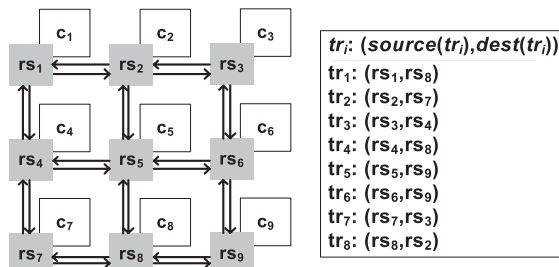 c1 c2 c3
rs1 rs2 rs3
c4 c5 c6
rs4 rs5 rs6
c7 c8 c9
rs7 rs8 rs9
tri: (source(tri),dest(tri))
tr1: (rs1,rs8)
tr2: (rs2,rs7)
tr3: (rs3,rs4)
tr4: (rs4,rs8)
tr5: (rs5,rs9)
tr6: (rs6,rs9)
tr7: (rs7,rs3)
tr8: (rs8,rs2)